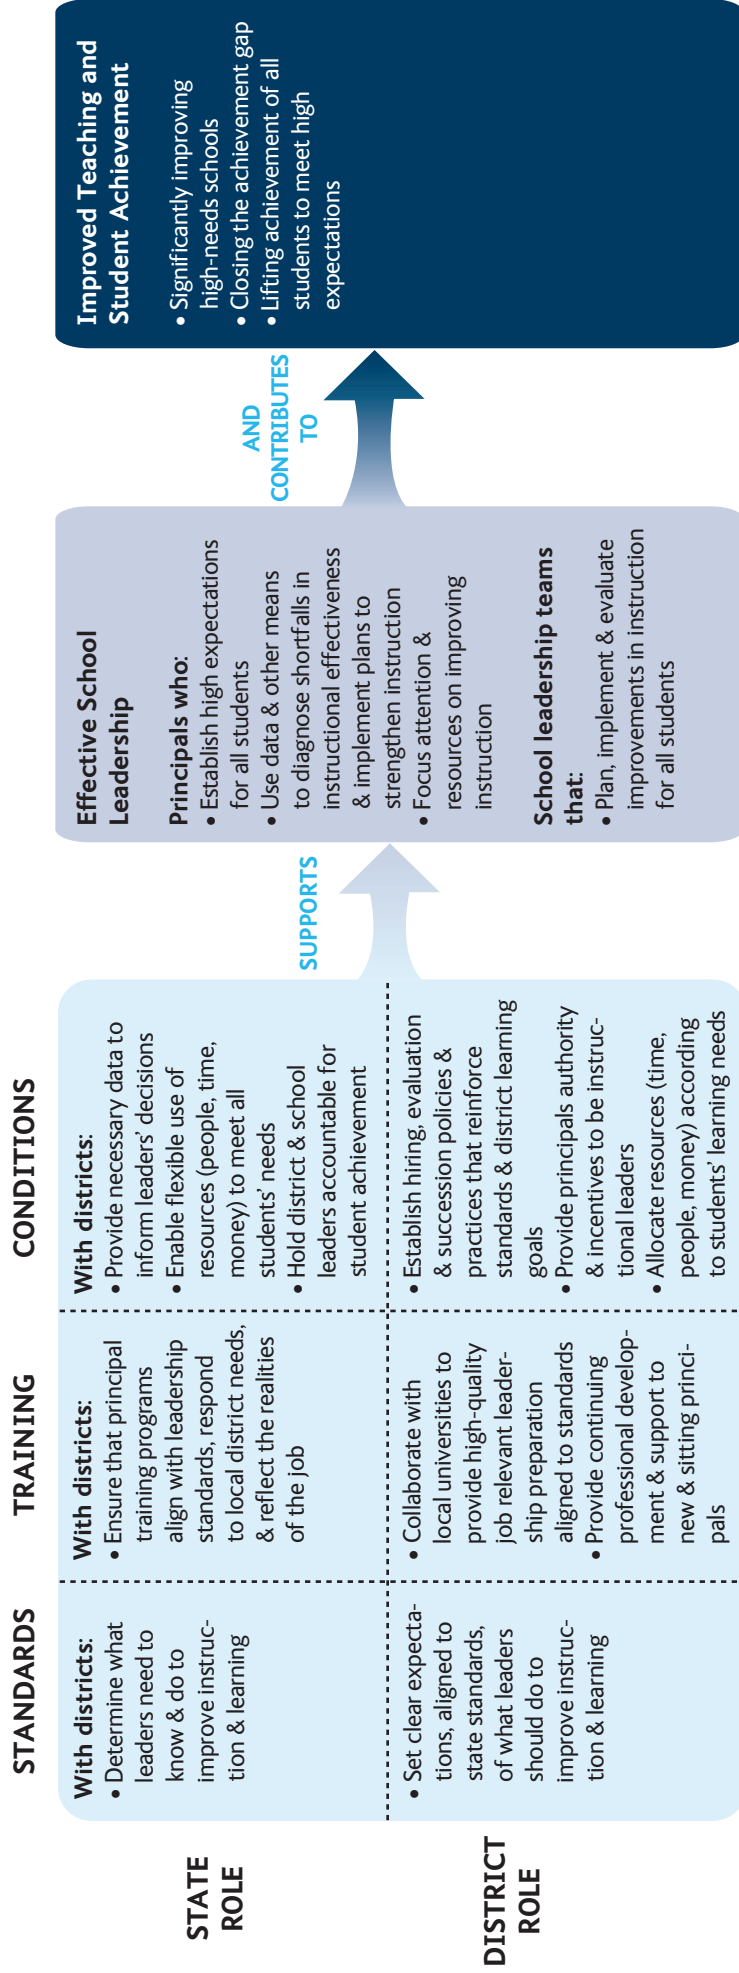 STANDARDS
TRAINING
CONDITIONS
STATE
ROLE
With districts:
• Determine what
leaders need to
know & do to
improve instruc-
tion & learning
With districts:
• Ensure that principal
training programs
align with leadership
standards, respond
to local district needs,
& reflect the realities
of the job
With districts:
• Provide necessary data to
inform leaders’ decisions
• Enable flexible use of
resources (people, time,
money) to meet all
students’ needs
• Hold district & school
leaders accountable for
student achievement
DISTRICT
ROLE
• Set clear expecta-
tions, aligned to
state standards,
of what leaders
should do to
improve instruc-
tion & learning
• Collaborate with
local universities to
provide high-quality
job relevant leader-
ship preparation
aligned to standards
• Provide continuing
professional develop-
ment & support to
new & sitting princi-
pals
• Establish hiring, evaluation
& succession policies &
practices that reinforce
standards & district learning
goals
• Provide principals authority
& incentives to be instruc-
tional leaders
• Allocate resources (time,
people, money) according
to students’ learning needs
SUPPORTS
Effective School
Leadership
Principals who:
• Establish high expectations
for all students
• Use data & other means
to diagnose shortfalls in
instructional effectiveness
& implement plans to
strengthen instruction
• Focus attention &
resources on improving
instruction
School leadership teams
that:
• Plan, implement & evaluate
improvements in instruction
for all students
AND
CONTRIBUTES
TO
Improved Teaching and
Student Achievement
• Significantly improving
high-needs schools
• Closing the achievement gap
• Lifting achievement of all
students to meet high
expectations